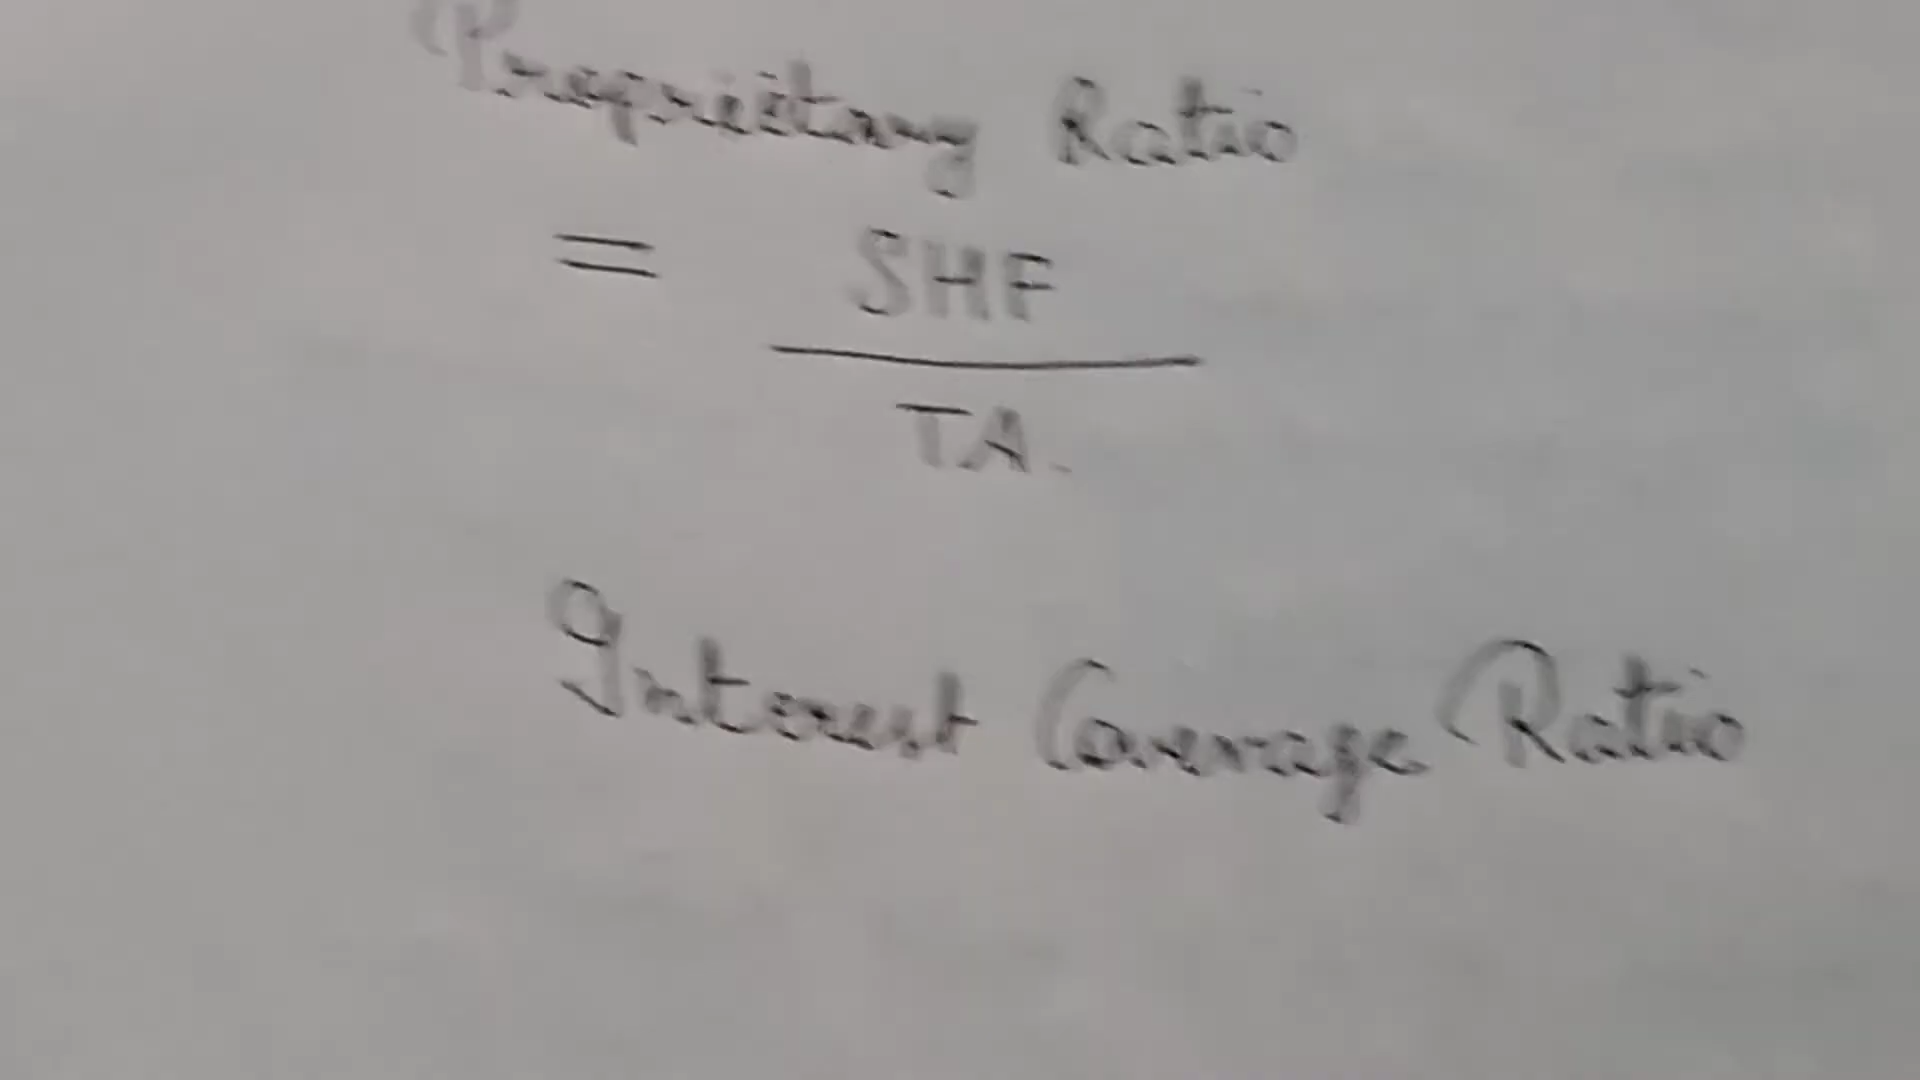 Proprietary Ratio
= SHF
TA.
Interest Coverage Ratio